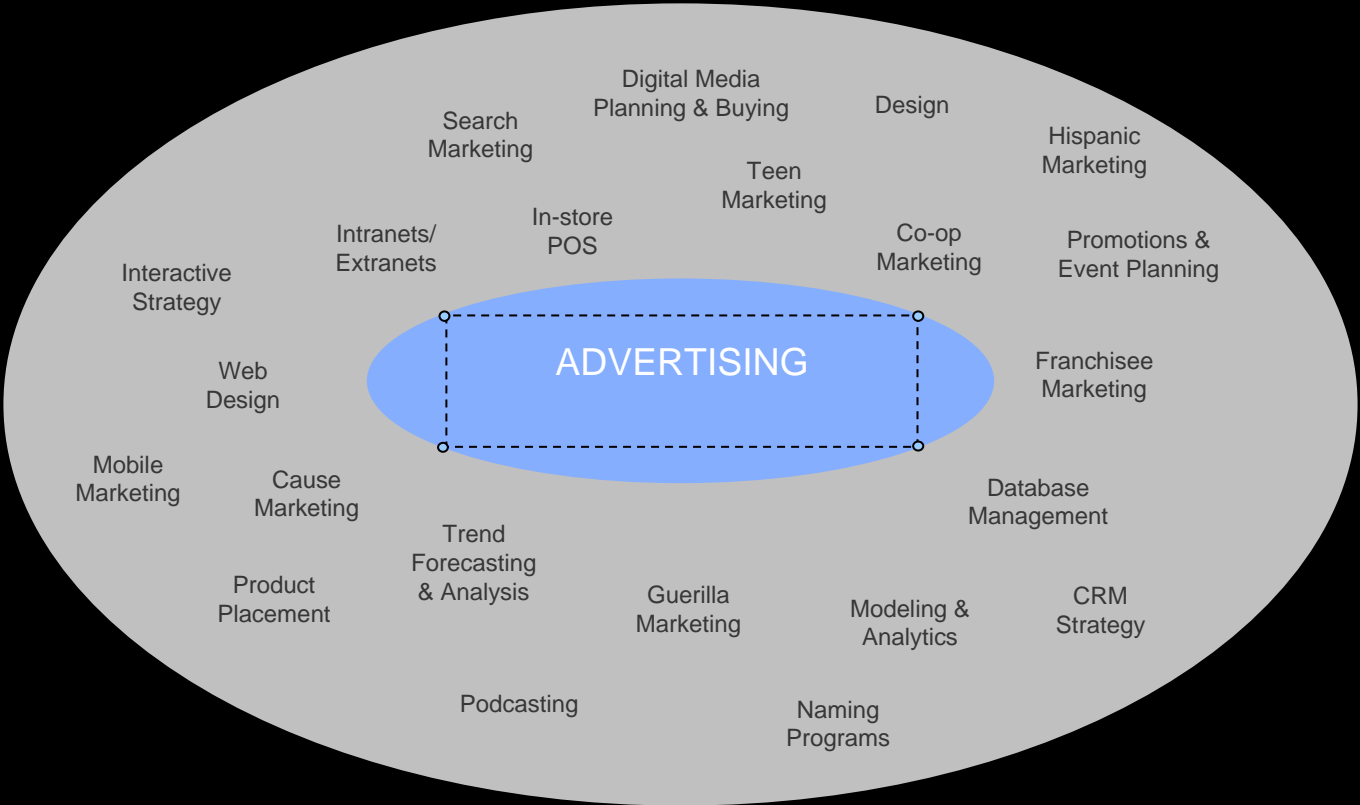 Digital Media
Planning & Buying
Design
Search
Marketing
Hispanic
Marketing
Teen
Marketing
In-store
POS
Intranets/
Extranets
Co-op
Marketing
Promotions &
Event Planning
Interactive
Strategy
ADVERTISING
Web
Design
Franchisee
Marketing
Mobile
Marketing
Cause
Marketing
Database
Management
Trend
Forecasting
& Analysis
Product
Placement
Guerilla
Marketing
Modeling &
Analytics
CRM
Strategy
Podcasting
Naming
Programs